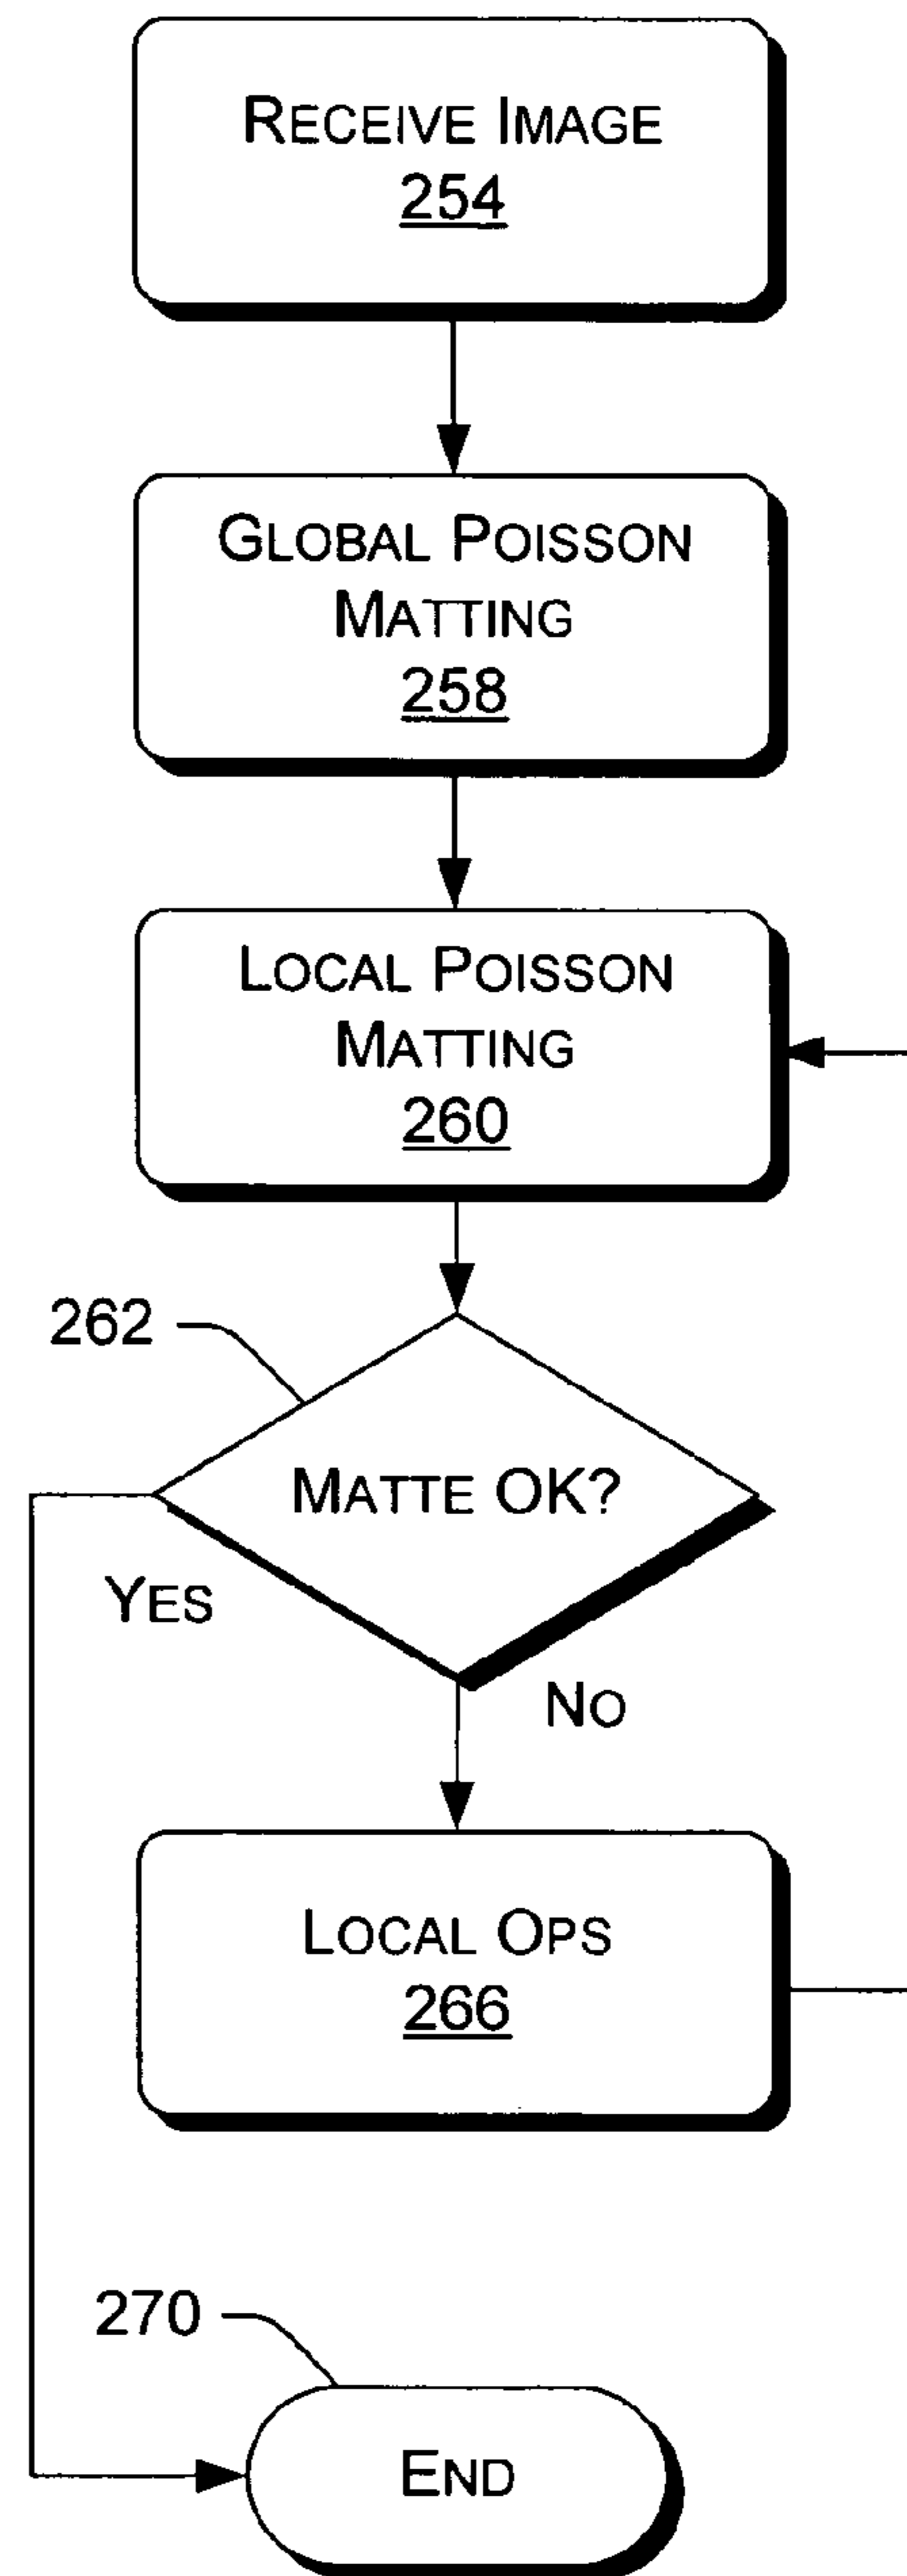 RECEIVE IMAGE
254
GLOBAL POISSON
MATTING
258
LOCAL POISSON
MATTING
260
262
MATTE OK?
YES
NO
LOCAL OPS
266
270
END